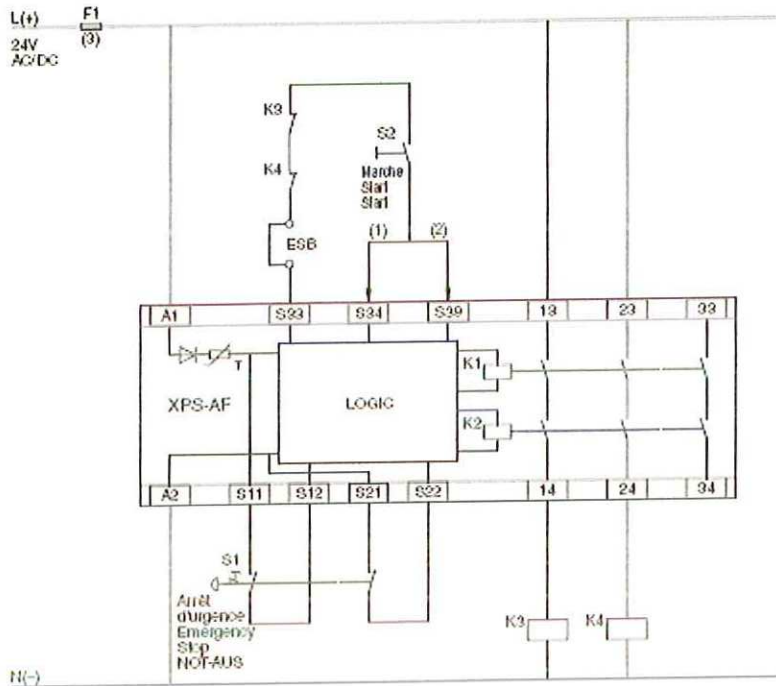 L(+) F1
(3)
24V
AC/DC
K3
S2
K4
Marche
Start
Start
(1) (2)
ESB
A1 S33 S34 S39 13 23 33
T
K1
XPS-AF LOGIC
K2
A2 S11 S12 S21 S22 14 24 34
S1
Arrêt
d'urgence
Emergency
Stop
NOT-AUS
K3 K4
N(-)